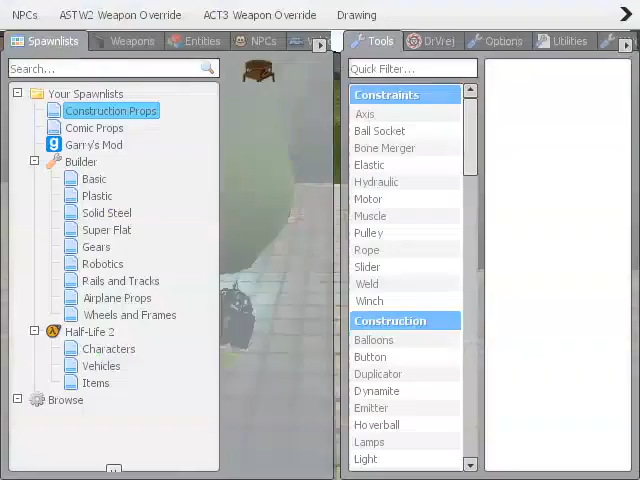 NPCs ASTW2 Weapon Override ACT3 Weapon Override Drawing
Spawnlists Weapons Entities NPCs
Tools DrVrej Options Utilities
Search...
Quick Filter...
Your Spawnlists
Construction Props
Comic Props
Garry's Mod
Builder
Basic
Plastic
Solid Steel
Super Flat
Gears
Robotics
Rails and Tracks
Airplane Props
Wheels and Frames
Half-Life 2
Characters
Vehicles
Items
Browse
Constraints
Axis
Ball Socket
Bone Merger
Elastic
Hydraulic
Motor
Muscle
Pulley
Rope
Slider
Weld
Winch
Construction
Balloons
Button
Duplicator
Dynamite
Emitter
Hoverball
Lamps
Light